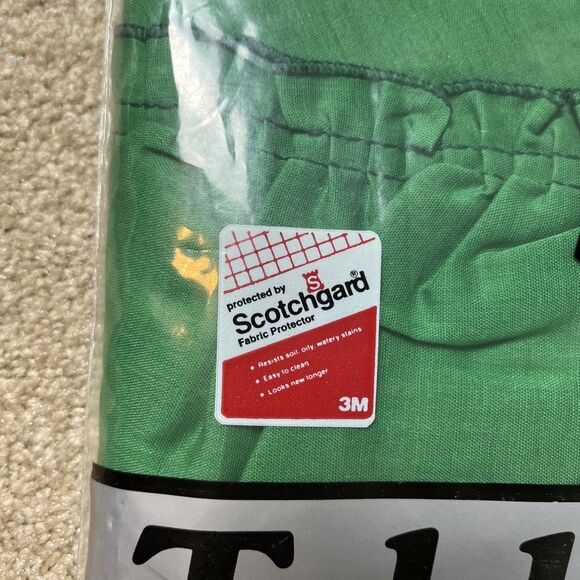 S
protected by
Scotchgard®
Fabric Protector
• Resists soil, oily, watery stains
• Easy to clean
• Looks new longer
3M